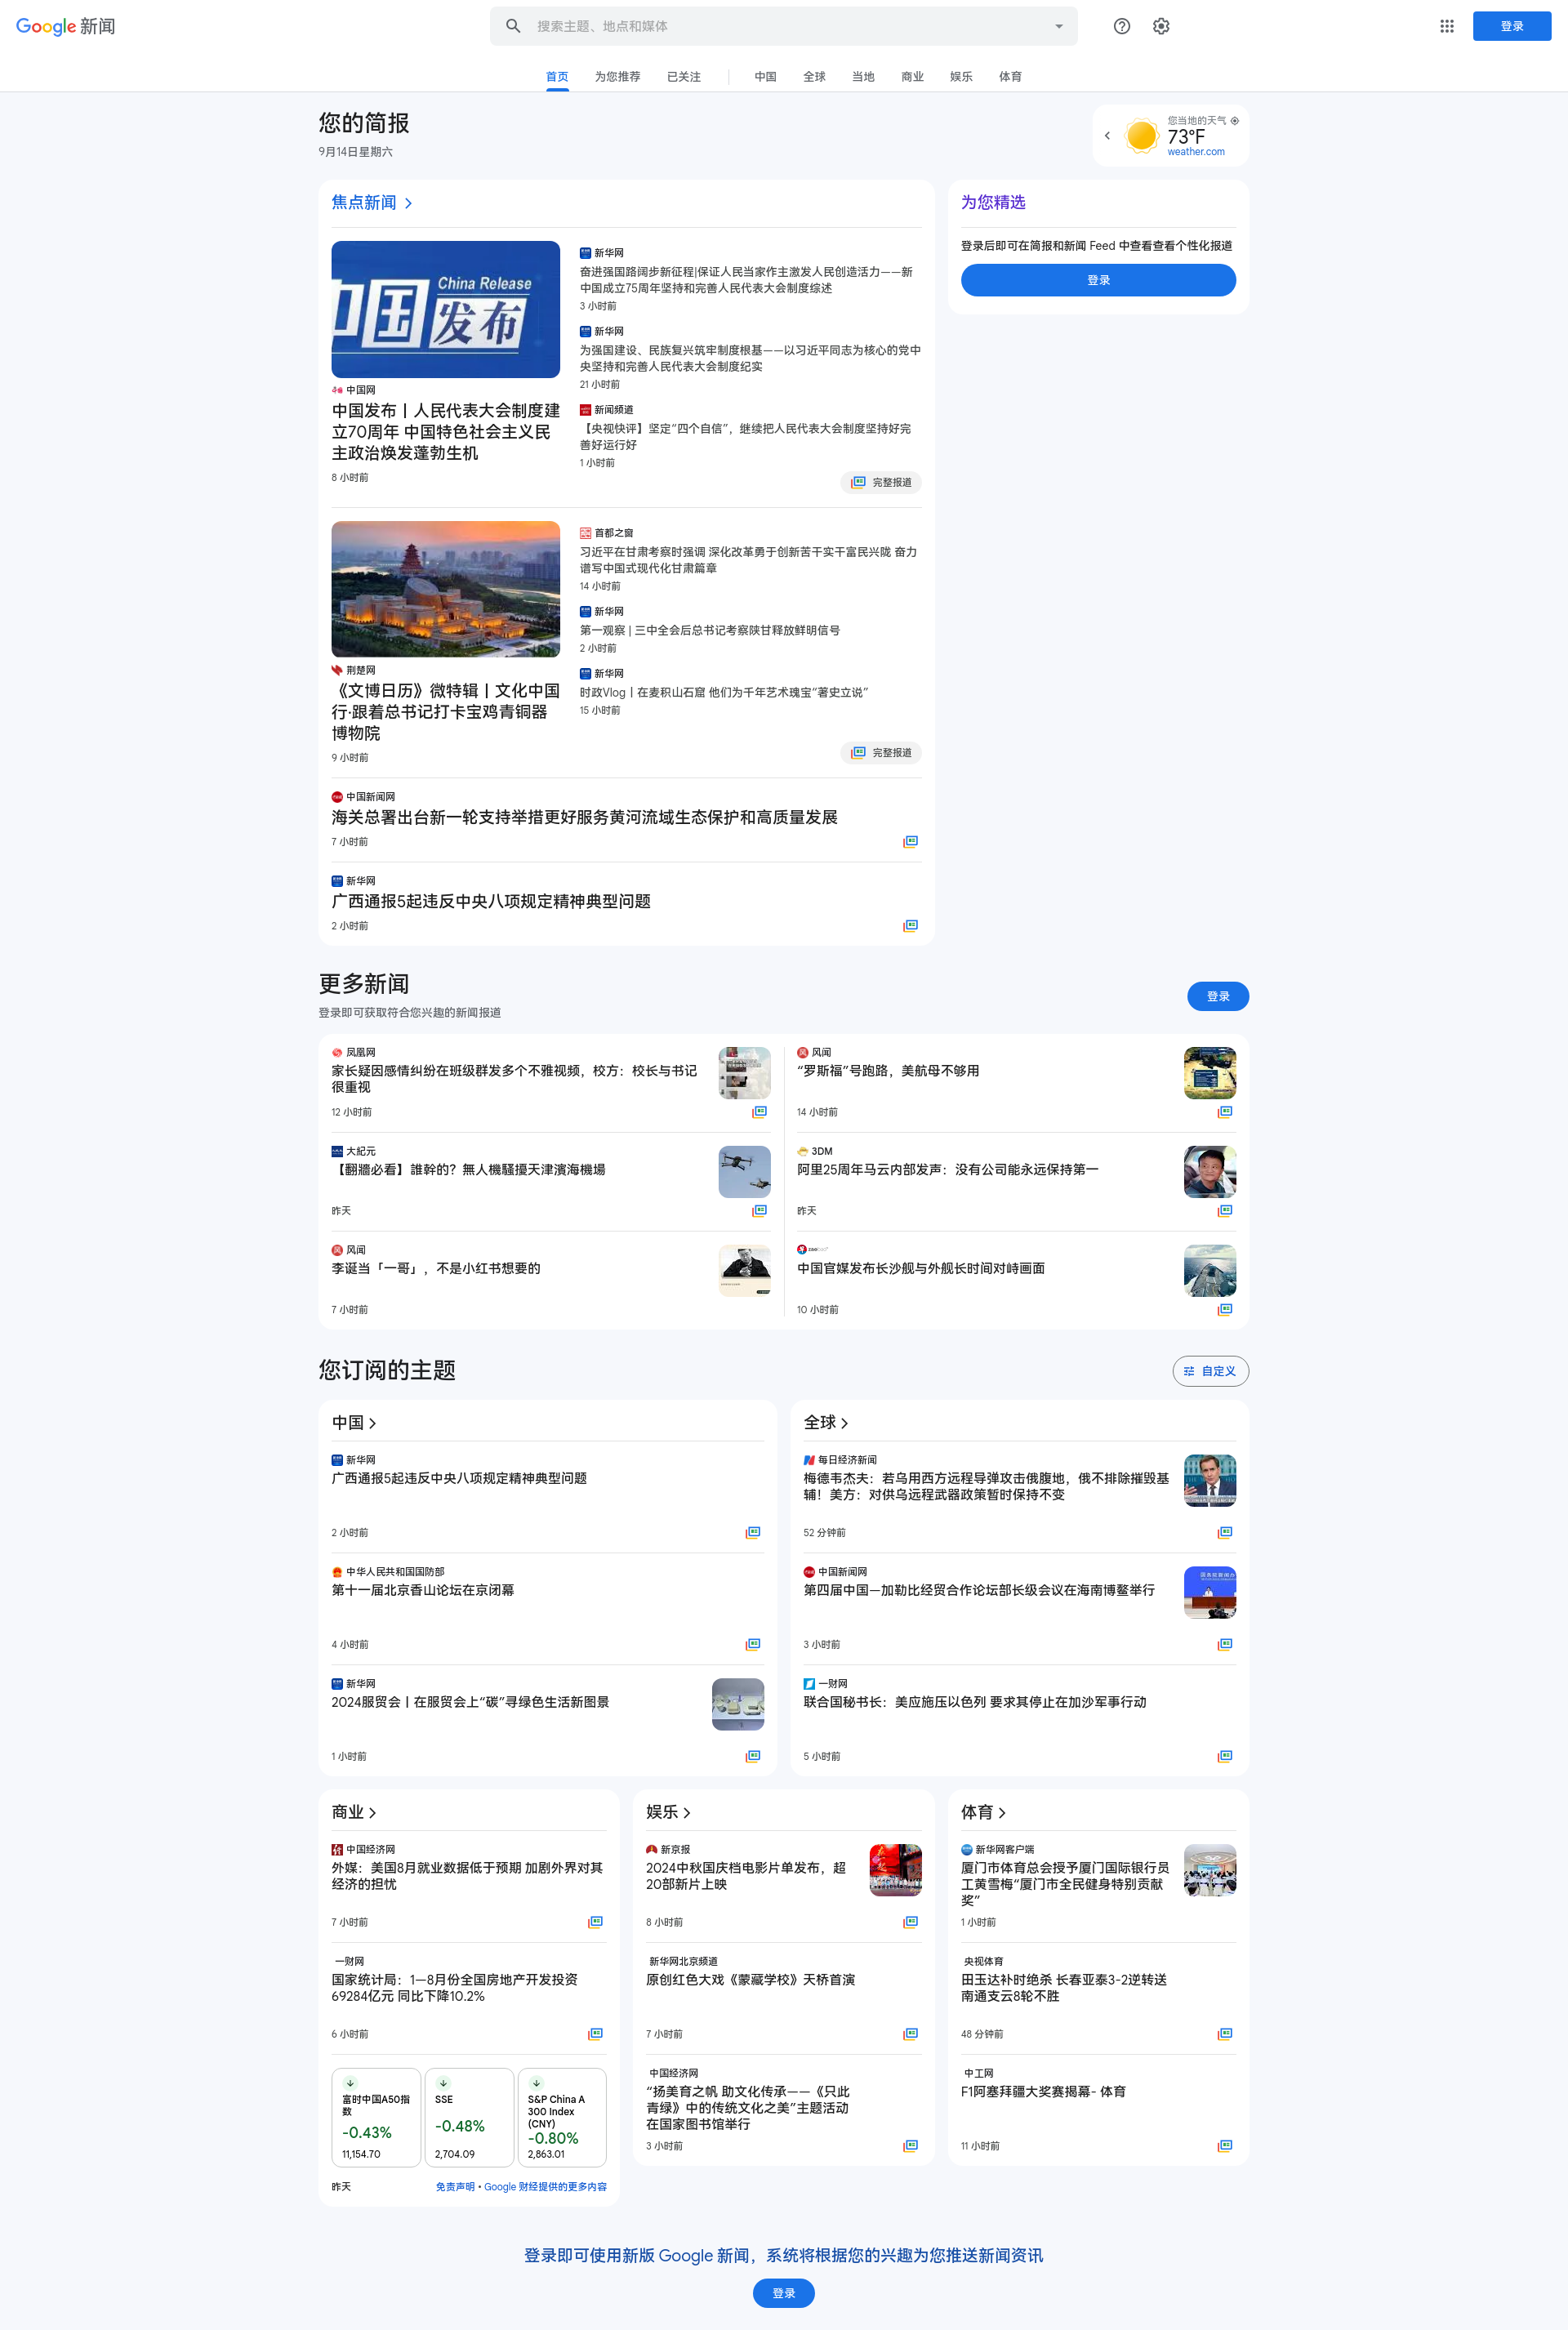 Google 新闻
搜索主题、地点和媒体
登录
首页
为您推荐
已关注
中国
全球
当地
商业
娱乐
体育
您的简报
9月14日星期六
您当地的天气
73°F
weather.com
焦点新闻
China Release
中国发布
中国网
中国发布丨人民代表大会制度建
立70周年 中国特色社会主义民
主政治焕发蓬勃生机
8 小时前
新华网
奋进强国路阔步新征程|保证人民当家作主激发人民创造活力——新
中国成立75周年坚持和完善人民代表大会制度综述
3 小时前
新华网
为强国建设、民族复兴筑牢制度根基——以习近平同志为核心的党中
央坚持和完善人民代表大会制度纪实
21 小时前
新闻频道
【央视快评】坚定“四个自信”，继续把人民代表大会制度坚持好完
善好运行好
1 小时前
完整报道
荆楚网
《文博日历》微特辑丨文化中国
行·跟着总书记打卡宝鸡青铜器
博物院
9 小时前
首都之窗
习近平在甘肃考察时强调 深化改革勇于创新苦干实干富民兴陇 奋力
谱写中国式现代化甘肃篇章
14 小时前
新华网
第一观察 | 三中全会后总书记考察陕甘释放鲜明信号
2 小时前
新华网
时政Vlog丨在麦积山石窟 他们为千年艺术瑰宝“著史立说”
15 小时前
完整报道
中国新闻网
海关总署出台新一轮支持举措更好服务黄河流域生态保护和高质量发展
7 小时前
新华网
广西通报5起违反中央八项规定精神典型问题
2 小时前
为您精选
登录后即可在简报和新闻 Feed 中查看查看个性化报道
登录
更多新闻
登录即可获取符合您兴趣的新闻报道
登录
凤凰网
家长疑因感情纠纷在班级群发多个不雅视频，校方：校长与书记
很重视
12 小时前
大紀元
【翻牆必看】誰幹的？無人機騷擾天津濱海機場
昨天
风闻
李诞当「一哥」，不是小红书想要的
7 小时前
风闻
“罗斯福”号跑路，美航母不够用
14 小时前
3DM
阿里25周年马云内部发声：没有公司能永远保持第一
昨天
中国官媒发布长沙舰与外舰长时间对峙画面
10 小时前
您订阅的主题
自定义
中国
新华网
广西通报5起违反中央八项规定精神典型问题
2 小时前
中华人民共和国国防部
第十一届北京香山论坛在京闭幕
4 小时前
新华网
2024服贸会丨在服贸会上“碳”寻绿色生活新图景
1 小时前
全球
每日经济新闻
梅德韦杰夫：若乌用西方远程导弹攻击俄腹地，俄不排除摧毁基
辅！美方：对供乌远程武器政策暂时保持不变
52 分钟前
中国新闻网
第四届中国—加勒比经贸合作论坛部长级会议在海南博鳌举行
3 小时前
一财网
联合国秘书长：美应施压以色列 要求其停止在加沙军事行动
5 小时前
商业
中国经济网
外媒：美国8月就业数据低于预期 加剧外界对其
经济的担忧
7 小时前
一财网
国家统计局：1—8月份全国房地产开发投资
69284亿元 同比下降10.2%
6 小时前
富时中国A50指
数
-0.43%
11,154.70
SSE
-0.48%
2,704.09
S&P China A
300 Index
(CNY)
-0.80%
2,863.01
昨天
免责声明 • Google 财经提供的更多内容
娱乐
新京报
2024中秋国庆档电影片单发布，超
20部新片上映
8 小时前
新华网北京频道
原创红色大戏《蒙藏学校》天桥首演
7 小时前
中国经济网
“扬美育之帆 助文化传承——《只此
青绿》中的传统文化之美”主题活动
在国家图书馆举行
3 小时前
体育
新华网客户端
厦门市体育总会授予厦门国际银行员
工黄雪梅“厦门市全民健身特别贡献
奖”
1 小时前
央视体育
田玉达补时绝杀 长春亚泰3-2逆转送
南通支云8轮不胜
48 分钟前
中工网
F1阿塞拜疆大奖赛揭幕- 体育
11 小时前
登录即可使用新版 Google 新闻，系统将根据您的兴趣为您推送新闻资讯
登录